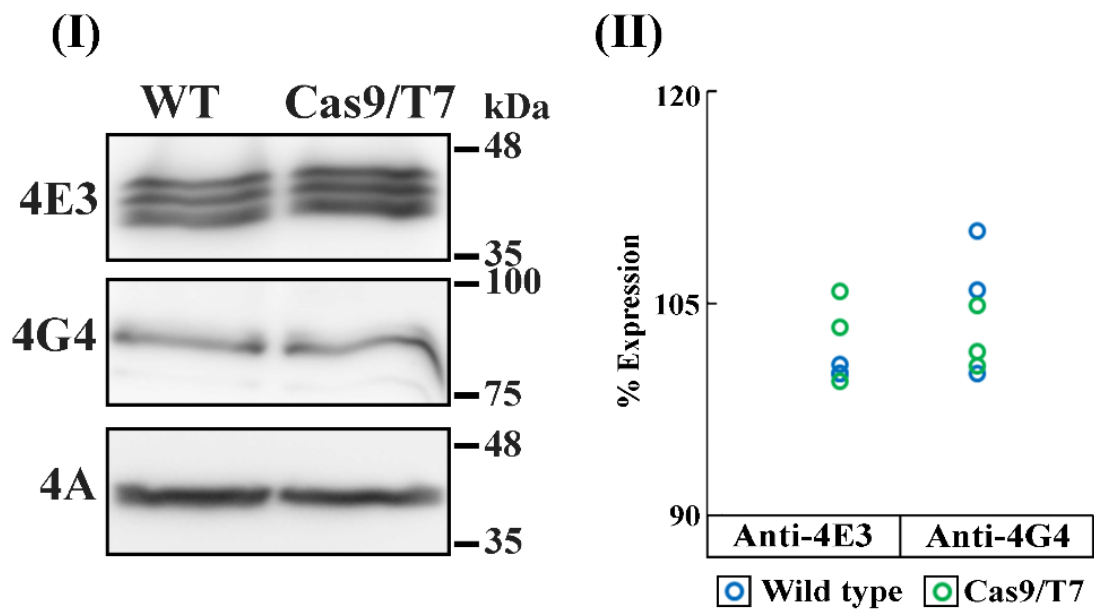 (I)
WT Cas9/T7 kDa
4E3
48
35
4G4
100
75
4A
48
35
(II)
% Expression
120
105
90
Anti-4E3 Anti-4G4
Wild type Cas9/T7